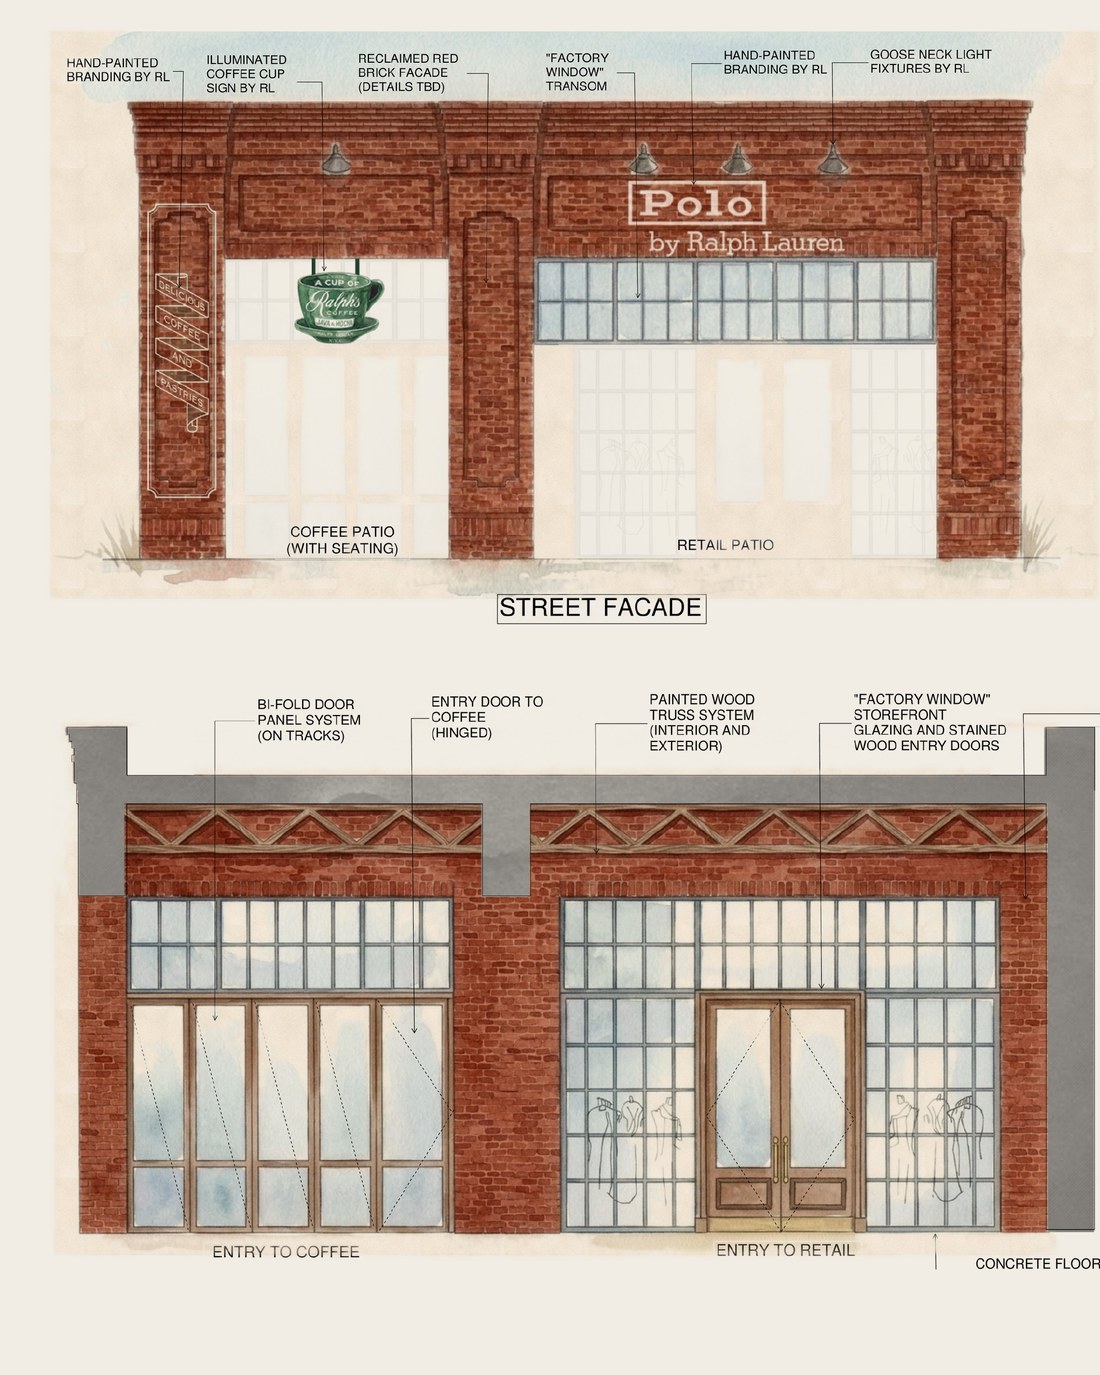 HAND-PAINTED
BRANDING BY RL
ILLUMINATED
COFFEE CUP
SIGN BY RL
RECLAIMED RED
BRICK FACADE
(DETAILS TBD)
"FACTORY
WINDOW"
TRANSOM
HAND-PAINTED
BRANDING BY RL
GOOSE NECK LIGHT
FIXTURES BY RL
Polo
by Ralph Lauren
DELICIOUS
COFFEE
AND
PASTRIES
A CUP OF
Ralph's
COFFEE
JAVA & MOCHA
COFFEE PATIO
(WITH SEATING)
RETAIL PATIO
STREET FACADE
BI-FOLD DOOR
PANEL SYSTEM
(ON TRACKS)
ENTRY DOOR TO
COFFEE
(HINGED)
PAINTED WOOD
TRUSS SYSTEM
(INTERIOR AND
EXTERIOR)
"FACTORY WINDOW"
STOREFRONT
GLAZING AND STAINED
WOOD ENTRY DOORS
ENTRY TO COFFEE
ENTRY TO RETAIL
CONCRETE FLOOR